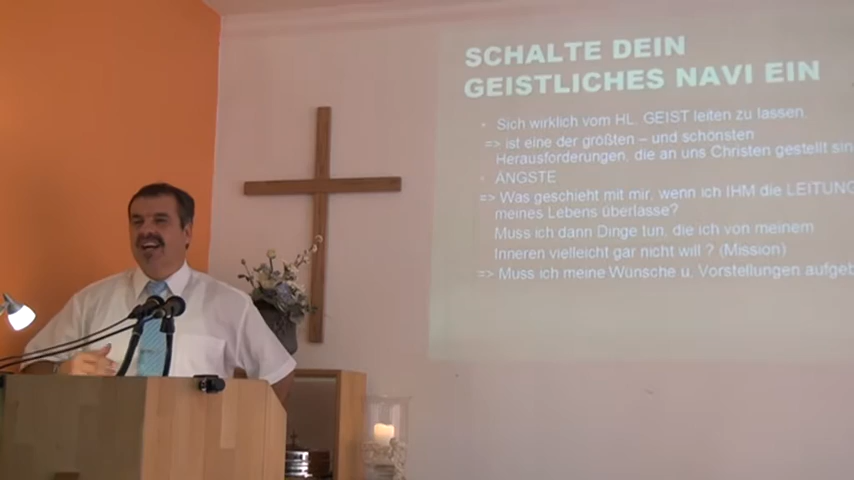 SCHALTE DEIN
GEISTLICHES NAVI EIN
• Sich wirklich vom HL. GEIST leiten zu lassen,
=> ist eine der größten – und schönsten
Herausforderungen, die an uns Christen gestellt sin
• ÄNGSTE
=> Was geschieht mit mir, wenn ich IHM die LEITUNG
meines Lebens überlasse?
Muss ich dann Dinge tun, die ich von meinem
Inneren vielleicht gar nicht will ? (Mission)
=> Muss ich meine Wünsche u. Vorstellungen aufgeb